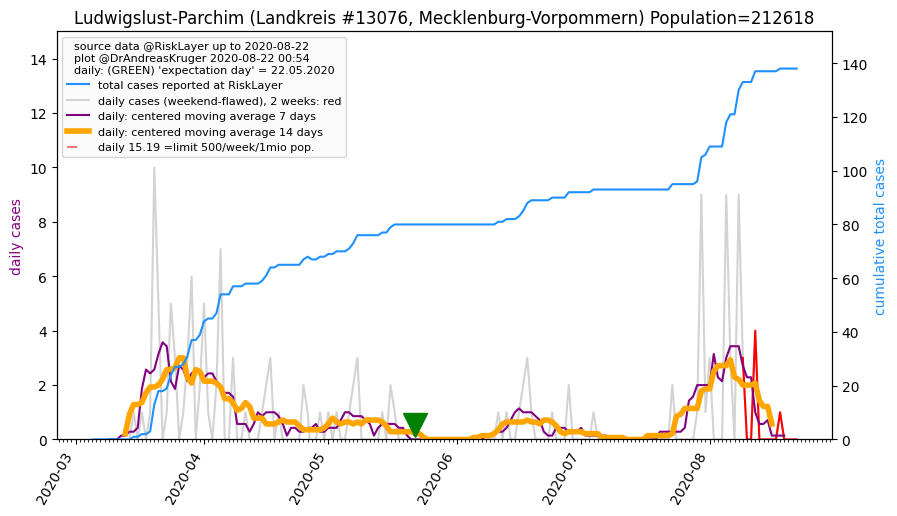 Ludwigslust-Parchim (Landkreis #13076, Mecklenburg-Vorpommern) Population=212618
source data @RiskLayer up to 2020-08-22
plot @DrAndreasKruger 2020-08-22 00:54
daily: (GREEN) 'expectation day' = 22.05.2020
total cases reported at RiskLayer
daily cases (weekend-flawed), 2 weeks: red
daily: centered moving average 7 days
daily: centered moving average 14 days
daily 15.19 =limit 500/week/1mio pop.
daily cases
14
12
10
8
6
4
2
0
cumulative total cases
140
120
100
80
60
40
20
0
2020-03
2020-04
2020-05
2020-06
2020-07
2020-08